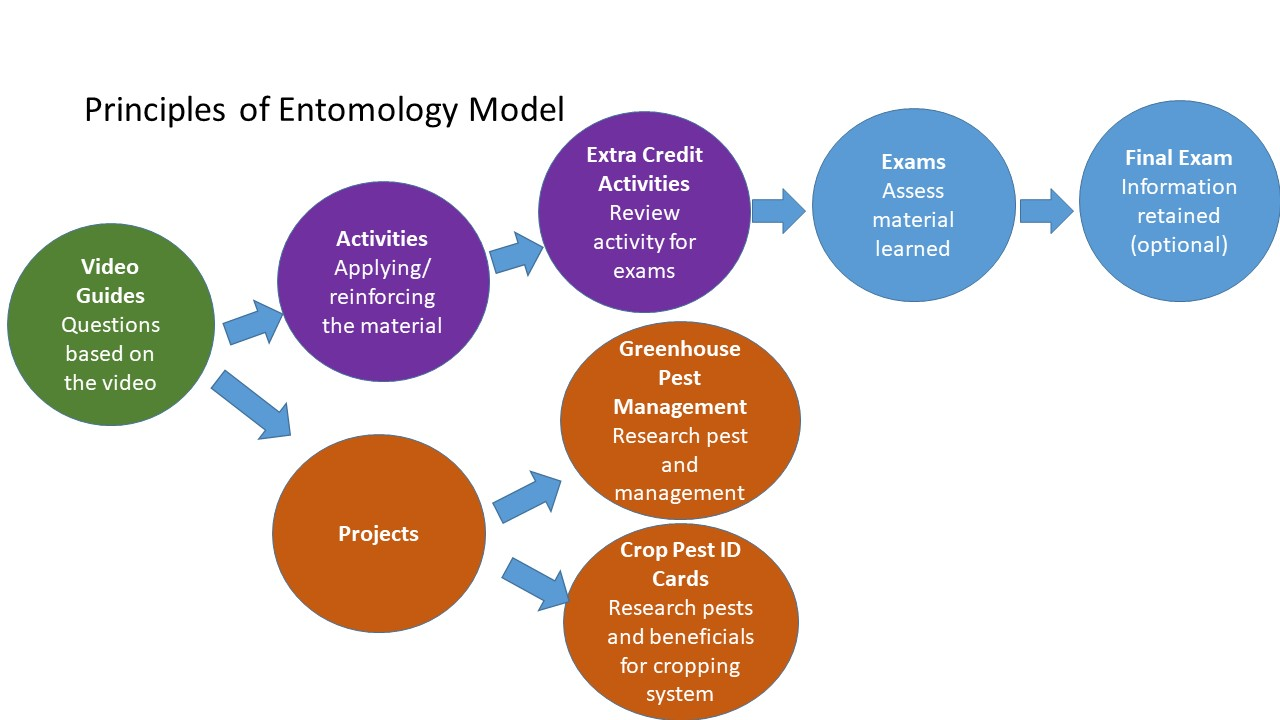 Principles of Entomology Model
Video
Guides
Questions
based on
the video
Activities
Applying/
reinforcing
the material
Extra Credit
Activities
Review
activity for
exams
Exams
Assess
material
learned
Final Exam
Information
retained
(optional)
Projects
Greenhouse
Pest
Management
Research pest
and
management
Crop Pest ID
Cards
Research pests
and beneficials
for cropping
system